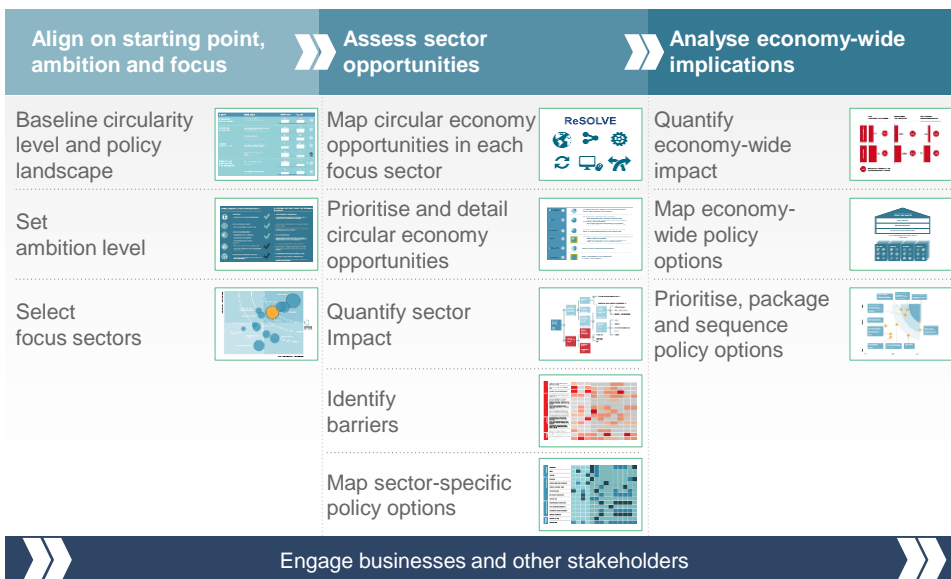 Align on starting point,
ambition and focus
Assess sector
opportunities
Analyse economy-wide
implications
Baseline circularity
level and policy
landscape
Set
ambition level
Select
focus sectors
Map circular economy
opportunities in each
focus sector
ReSOLVE
Prioritise and detail
circular economy
opportunities
Quantify sector
Impact
Identify
barriers
Map sector-specific
policy options
Quantify
economy-wide
impact
Map economy-
wide policy
options
Prioritise, package
and sequence
policy options
Engage businesses and other stakeholders